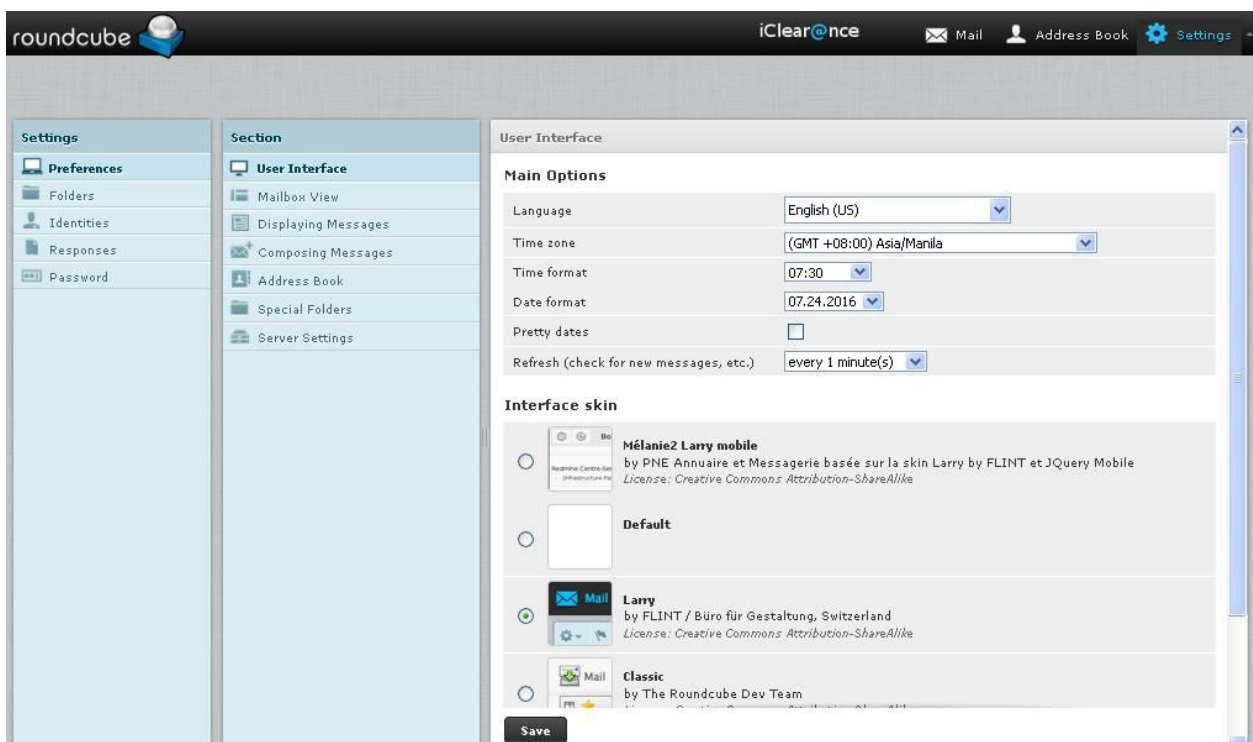 roundcube
iClear@nce
Mail
Address Book
Settings
Settings
Preferences
Folders
Identities
Responses
Password
Section
User Interface
Mailbox View
Displaying Messages
Composing Messages
Address Book
Special Folders
Server Settings
User Interface
Main Options
Language English (US)
Time zone (GMT +08:00) Asia/Manila
Time format 07:30
Date format 07.24.2016
Pretty dates
Refresh (check for new messages, etc.) every 1 minute(s)
Interface skin
Bo
Redmine Centre-Ser
Mélanie2 Larry mobile
by PNE Annuaire et Messagerie basée sur la skin Larry by FLINT et JQuery Mobile
License: Creative Commons Attribution-ShareAlike
Default
Mail
Larry
by FLINT / Büro für Gestaltung, Switzerland
License: Creative Commons Attribution-ShareAlike
Mail
Classic
by The Roundcube Dev Team
Save